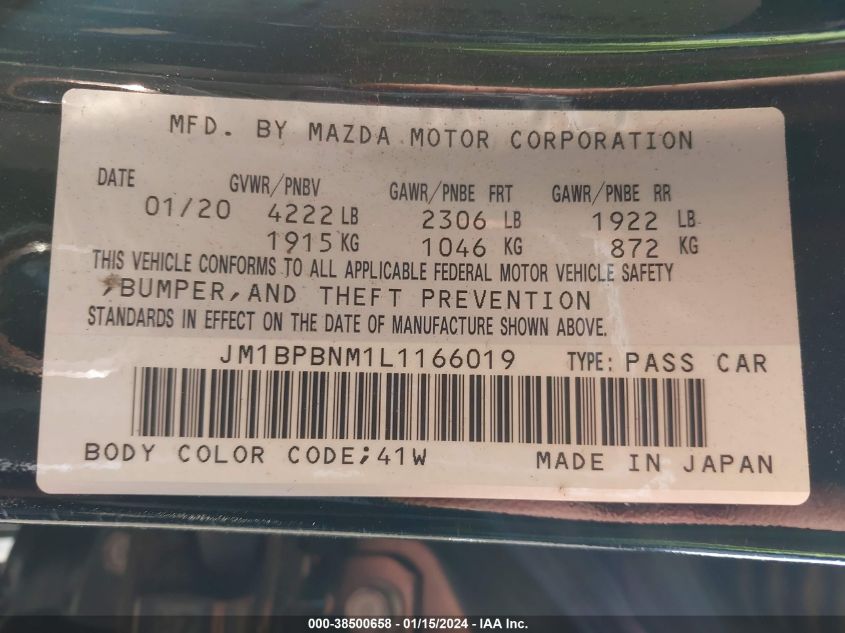 MFD. BY MAZDA MOTOR CORPORATION
DATE GVWR/PNBV GAWR/PNBE FRT GAWR/PNBE RR
01/20 4222 LB 2306 LB 1922 LB
1915 KG 1046 KG 872 KG
THIS VEHICLE CONFORMS TO ALL APPLICABLE FEDERAL MOTOR VEHICLE SAFETY
,BUMPER,AND THEFT PREVENTION
STANDARDS IN EFFECT ON THE DATE OF MANUFACTURE SHOWN ABOVE.
JM1BPBNM1L1166019 TYPE: PASS CAR
BODY COLOR CODE;41W MADE IN JAPAN
000-38500658 - 01/15/2024 - IAA Inc.